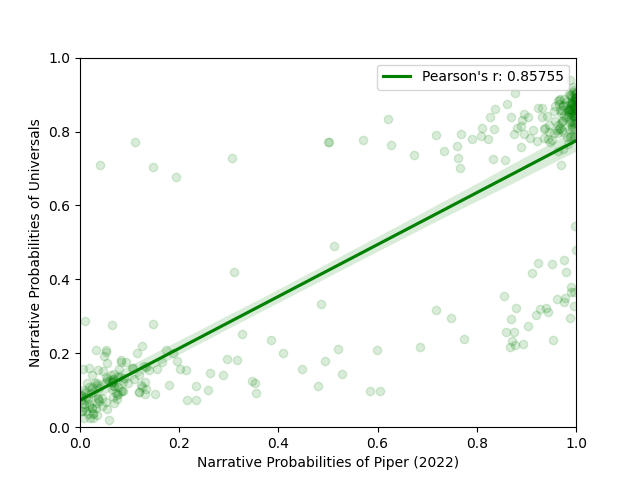 1.0
Pearson's r: 0.85755
0.8
0.6
0.4
0.2
0.0
Narrative Probabilities of Universals
0.0 0.2 0.4 0.6 0.8 1.0
Narrative Probabilities of Piper (2022)